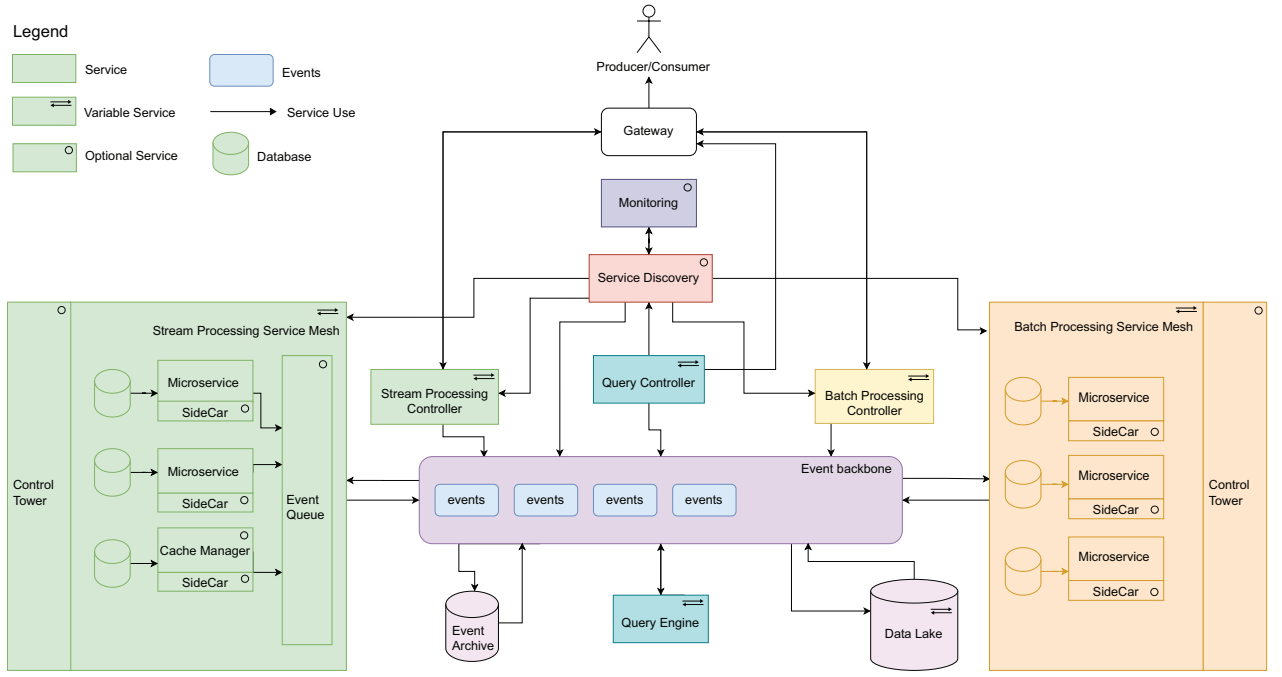 Legend
Service
Events
Variable Service
Service Use
Optional Service
Database
Producer/Consumer
Gateway
Monitoring
Service Discovery
Control
Tower
Stream Processing Service Mesh
Microservice
SideCar
Microservice
SideCar
Cache Manager
SideCar
Event
Queue
Stream Processing
Controller
Query Controller
Batch Processing
Controller
Event backbone
events
events
events
events
Event
Archive
Query Engine
Data Lake
Batch Processing Service Mesh
Microservice
SideCar
Microservice
SideCar
Microservice
SideCar
Control
Tower